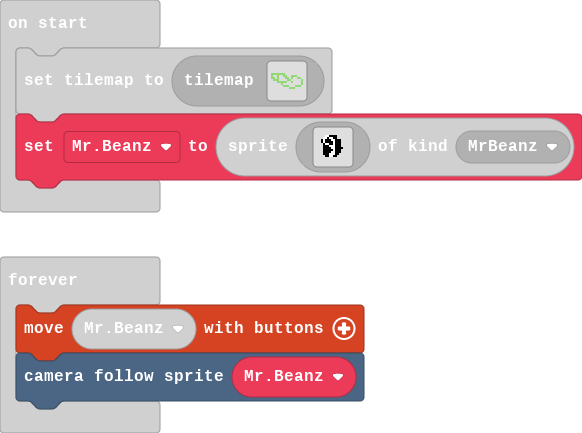 on start
set tilemap to tilemap
set Mr.Beanz to sprite of kind MrBeanz
forever
move Mr.Beanz with buttons
camera follow sprite Mr.Beanz